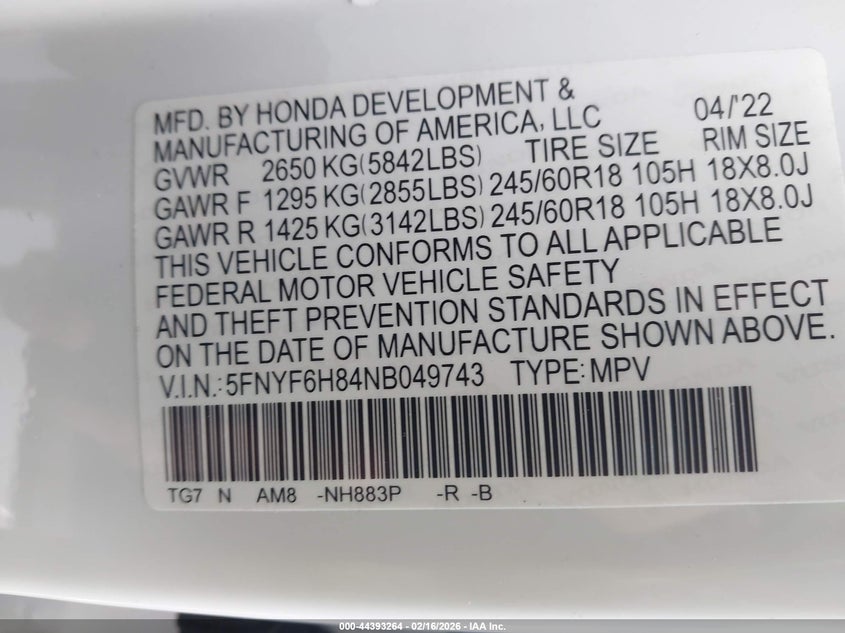 MFD. BY HONDA DEVELOPMENT & 04/'22
MANUFACTURING OF AMERICA, LLC
GVWR 2650 KG(5842LBS) TIRE SIZE RIM SIZE
GAWR F 1295 KG(2855LBS) 245/60R18 105H 18X8.0J
GAWR R 1425 KG(3142LBS) 245/60R18 105H 18X8.0J
THIS VEHICLE CONFORMS TO ALL APPLICABLE
FEDERAL MOTOR VEHICLE SAFETY
AND THEFT PREVENTION STANDARDS IN EFFECT
ON THE DATE OF MANUFACTURE SHOWN ABOVE.
V.I.N.:5FNYF6H84NB049743 TYPE:MPV
TG7 N AM8 -NH883P -R -B
000-44393264 - 02/16/2026 - IAA Inc.